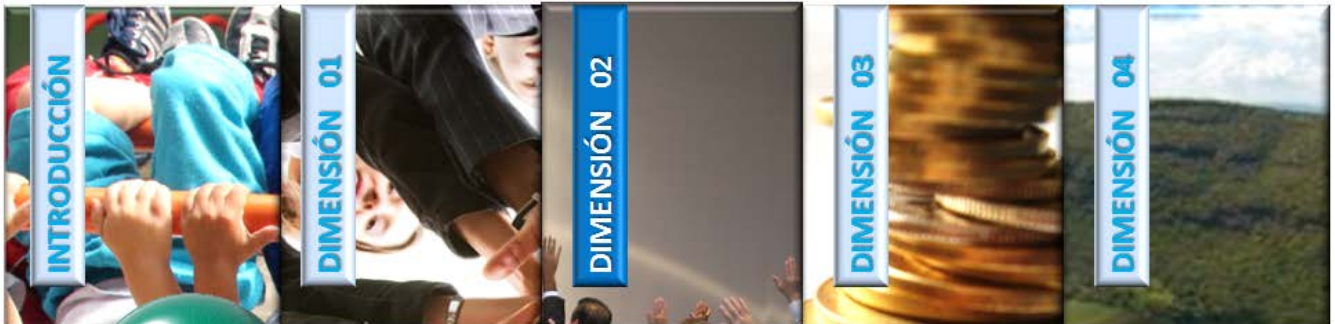 INTRODUCCIÓN
DIMENSIÓN 01
DIMENSIÓN 02
DIMENSIÓN 03
DIMENSIÓN 04